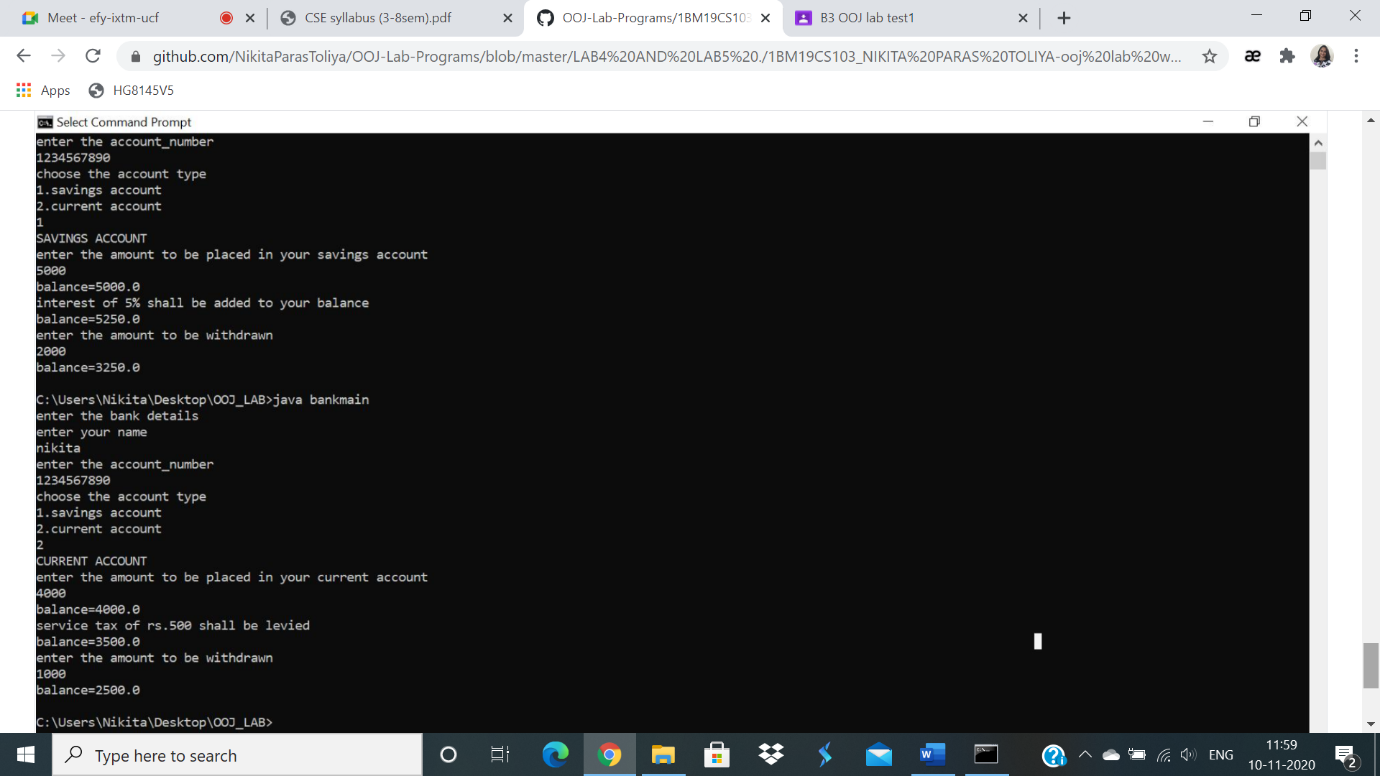 Meet - efy-ixtm-ucf
CSE syllabus (3-8sem).pdf
OOJ-Lab-Programs/1BM19CS103
B3 OOJ lab test1
github.com/NikitaParasToliya/OOJ-Lab-Programs/blob/master/LAB4%20AND%20LAB5%20./1BM19CS103_NIKITA%20PARAS%20TOLIYA-ooj%20lab%20w...
æ
Apps
HG8145V5
Select Command Prompt
enter the account_number
1234567890
choose the account type
1.savings account
2.current account
1
SAVINGS ACCOUNT
enter the amount to be placed in your savings account
5000
balance=5000.0
interest of 5% shall be added to your balance
balance=5250.0
enter the amount to be withdrawn
2000
balance=3250.0
C:\Users\Nikita\Desktop\OOJ_LAB>java bankmain
enter the bank details
enter your name
nikita
enter the account_number
1234567890
choose the account type
1.savings account
2.current account
2
CURRENT ACCOUNT
enter the amount to be placed in your current account
4000
balance=4000.0
service tax of rs.500 shall be levied
balance=3500.0
enter the amount to be withdrawn
1000
balance=2500.0
C:\Users\Nikita\Desktop\OOJ_LAB>
Type here to search
ENG
11:59
10-11-2020
2